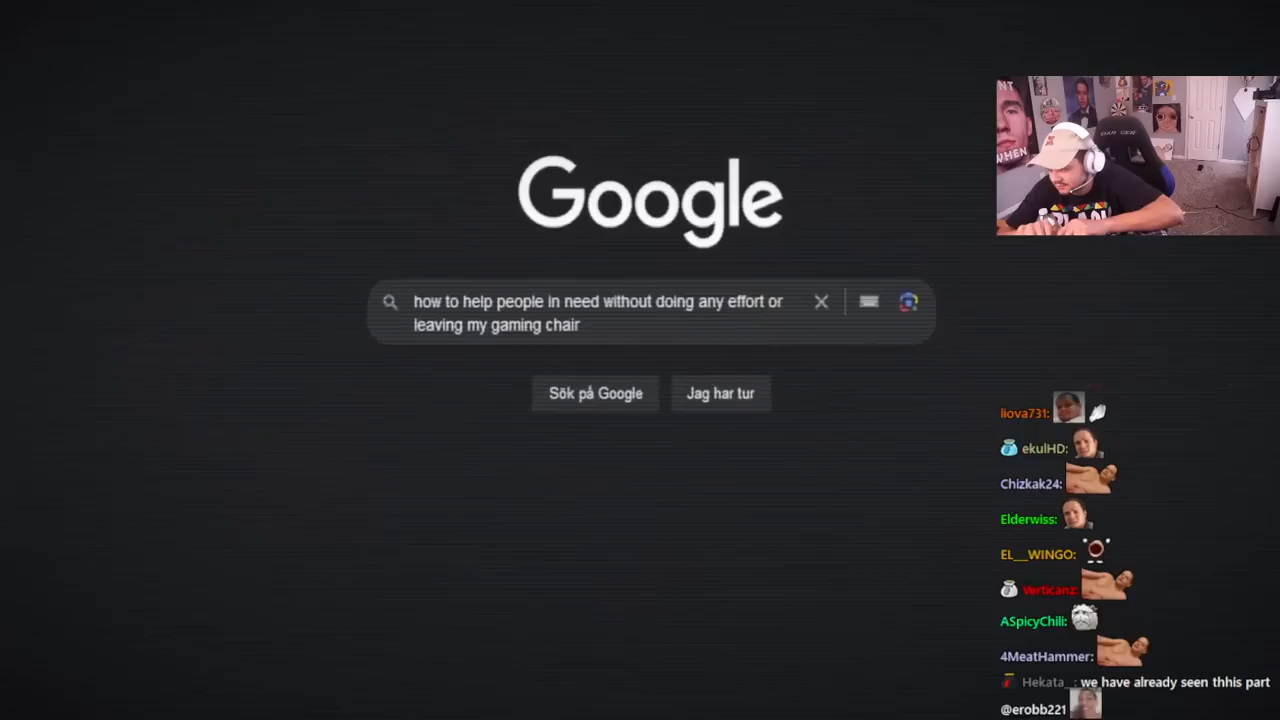 Google
how to help people in need without doing any effort or
leaving my gaming chair
Sök på Google
Jag har tur
NT
WHEN
liova731:
ekulHD:
Chizkak24:
Elderwiss:
EL__WINGO:
Verticanz:
ASpicyChili:
4MeatHammer:
Hekata_: we have already seen thhis part
@erobb221